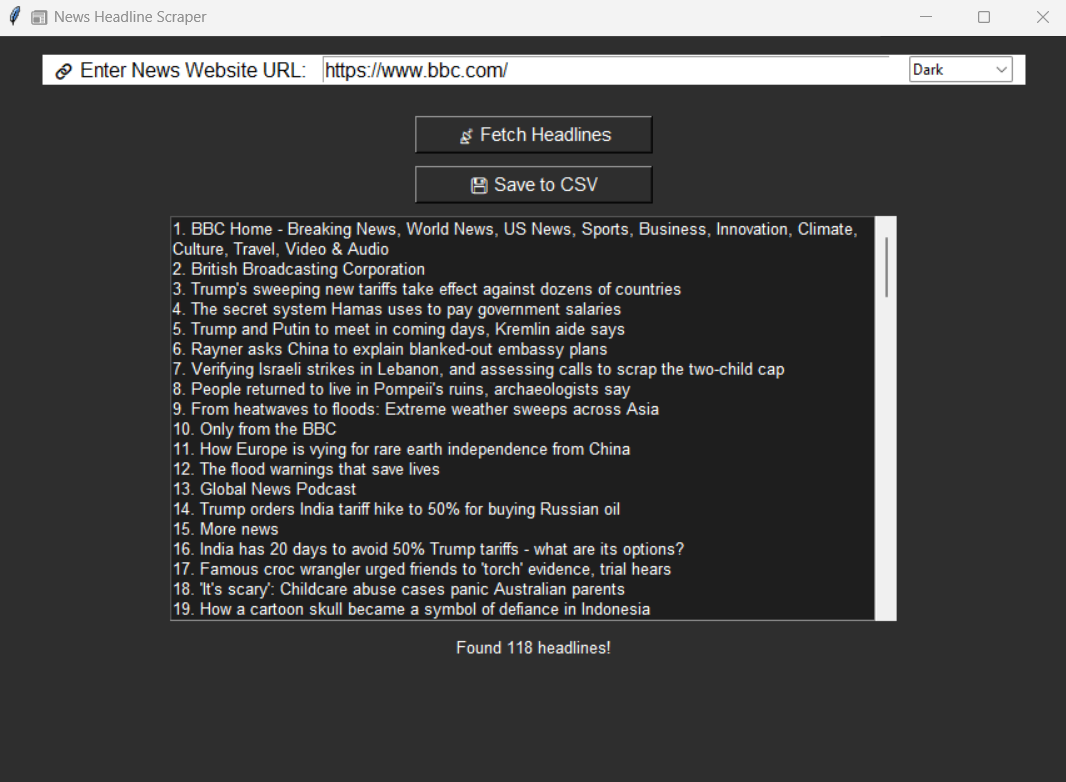 News Headline Scraper
Enter News Website URL: https://www.bbc.com/ Dark
Fetch Headlines
Save to CSV
1. BBC Home - Breaking News, World News, US News, Sports, Business, Innovation, Climate,
Culture, Travel, Video & Audio
2. British Broadcasting Corporation
3. Trump's sweeping new tariffs take effect against dozens of countries
4. The secret system Hamas uses to pay government salaries
5. Trump and Putin to meet in coming days, Kremlin aide says
6. Rayner asks China to explain blanked-out embassy plans
7. Verifying Israeli strikes in Lebanon, and assessing calls to scrap the two-child cap
8. People returned to live in Pompeii's ruins, archaeologists say
9. From heatwaves to floods: Extreme weather sweeps across Asia
10. Only from the BBC
11. How Europe is vying for rare earth independence from China
12. The flood warnings that save lives
13. Global News Podcast
14. Trump orders India tariff hike to 50% for buying Russian oil
15. More news
16. India has 20 days to avoid 50% Trump tariffs - what are its options?
17. Famous croc wrangler urged friends to 'torch' evidence, trial hears
18. 'It's scary': Childcare abuse cases panic Australian parents
19. How a cartoon skull became a symbol of defiance in Indonesia
Found 118 headlines!